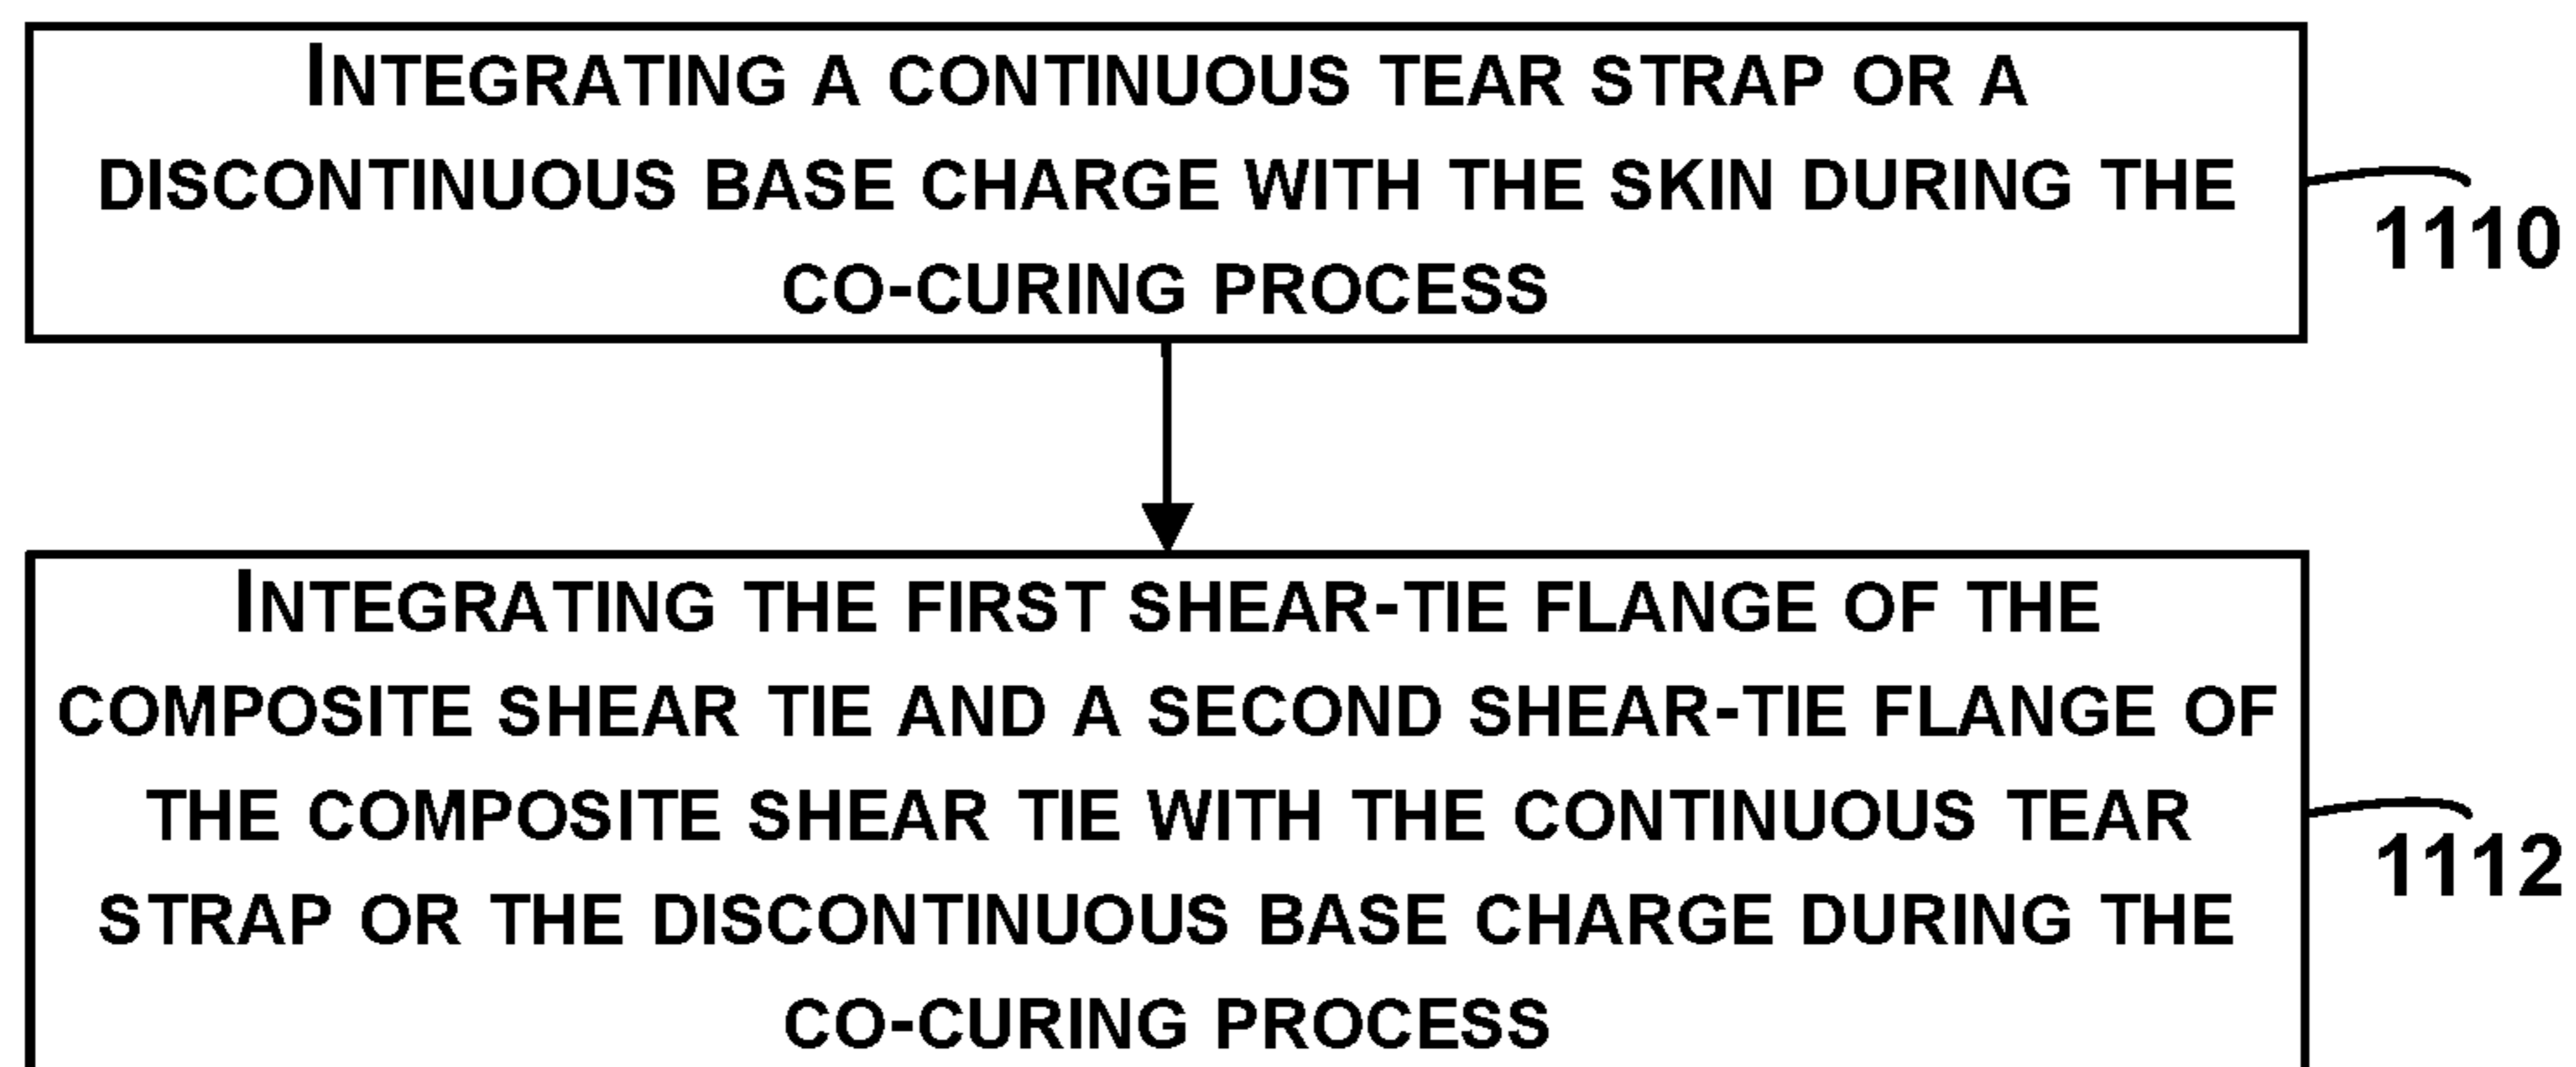 INTEGRATING A CONTINUOUS TEAR STRAP OR A
DISCONTINUOUS BASE CHARGE WITH THE SKIN DURING THE
CO-CURING PROCESS
1110
INTEGRATING THE FIRST SHEAR-TIE FLANGE OF THE
COMPOSITE SHEAR TIE AND A SECOND SHEAR-TIE FLANGE OF
THE COMPOSITE SHEAR TIE WITH THE CONTINUOUS TEAR
STRAP OR THE DISCONTINUOUS BASE CHARGE DURING THE
CO-CURING PROCESS
1112